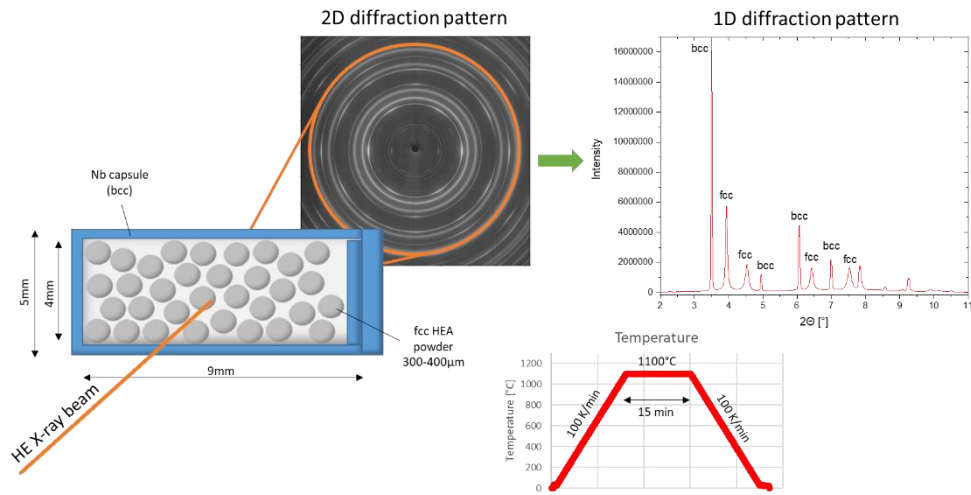 2D diffraction pattern
1D diffraction pattern
Nb capsule
(bcc)
5mm
4mm
9mm
fcc HEA
powder
300-400µm
HE X-ray beam
Intensity
16000000
14000000
12000000
10000000
8000000
6000000
4000000
2000000
0
bcc
fcc
fcc
bcc
bcc
fcc
bcc
fcc
2 3 4 5 6 7 8 9 10 11
2Θ [°]
Temperature
Temperature [°C]
1200
1000
800
600
400
200
0
1100°C
15 min
100 K/min
100 K/min